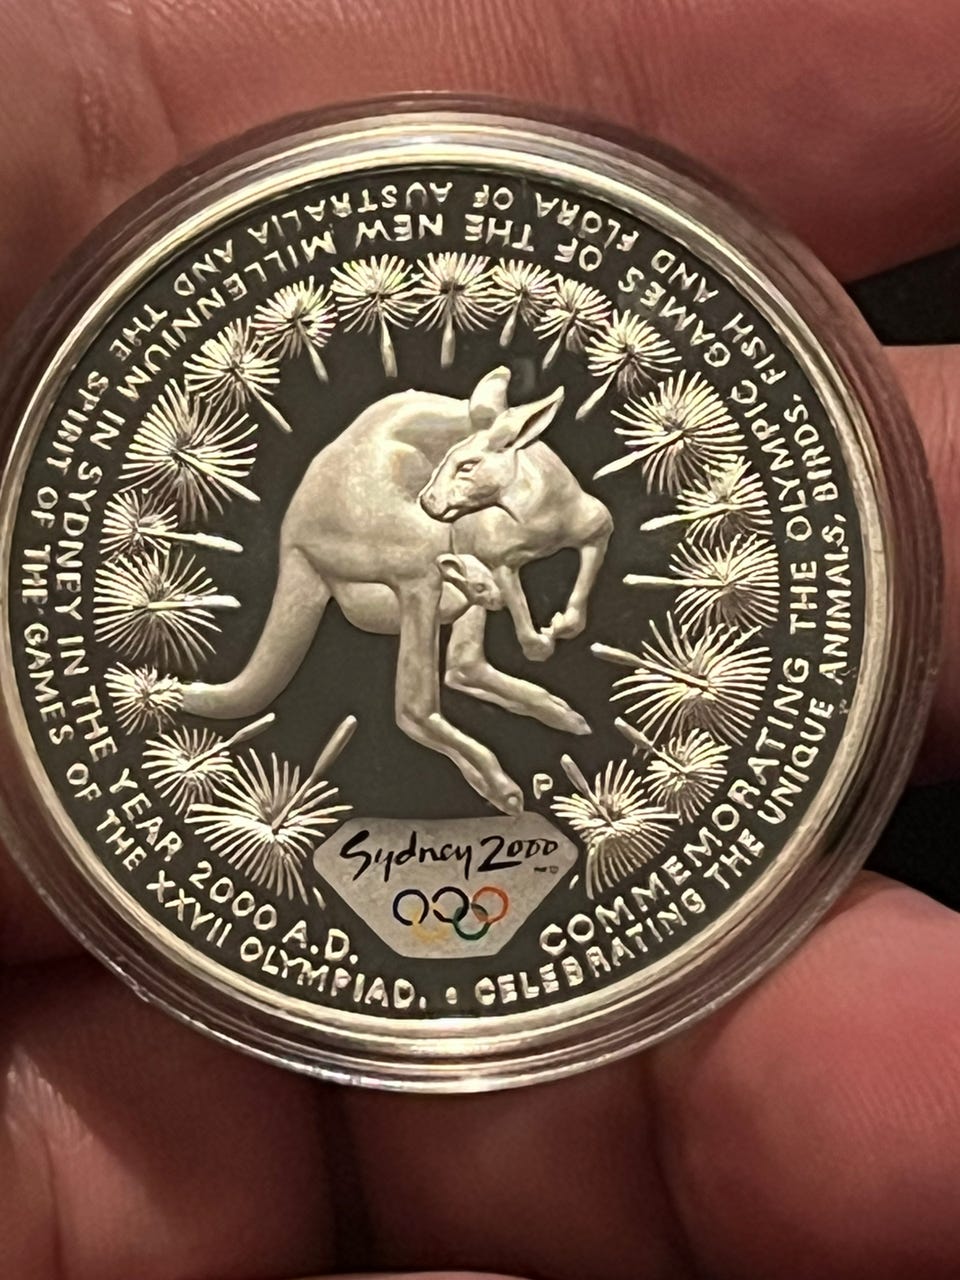 CELEBRATING THE UNIQUE ANIMALS, BIRDS, FISH AND FLORA OF AUSTRALIA AND THE SPIRIT OF THE GAMES OF THE XXVII OLYMPIAD. •
COMMEMORATING THE OLYMPIC GAMES OF THE NEW MILLENNIUM IN SYDNEY IN THE YEAR 2000 A.D.
P
Sydney 2000